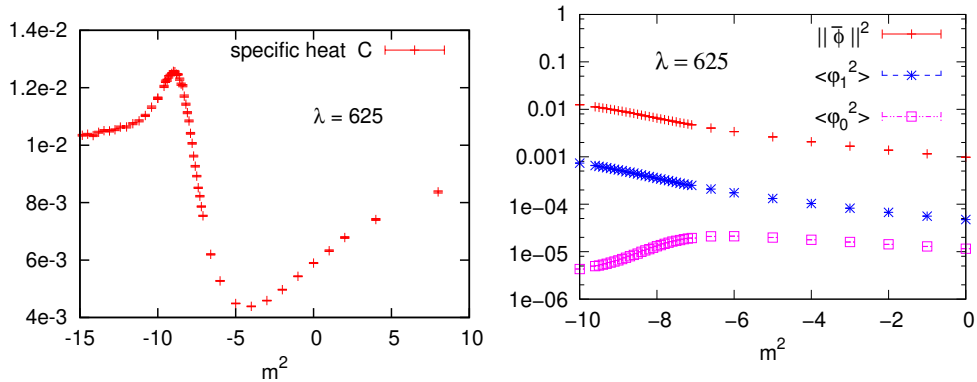 1.4e-2
1.2e-2
1e-2
8e-3
6e-3
4e-3
specific heat C
λ = 625
-15 -10 -5 0 5 10
m²
1
0.1
0.01
0.001
1e-04
1e-05
1e-06
λ = 625
|| ϕ̅ ||²
<φ₁²>
<φ₀²>
−10 −8 −6 −4 −2 0
m²